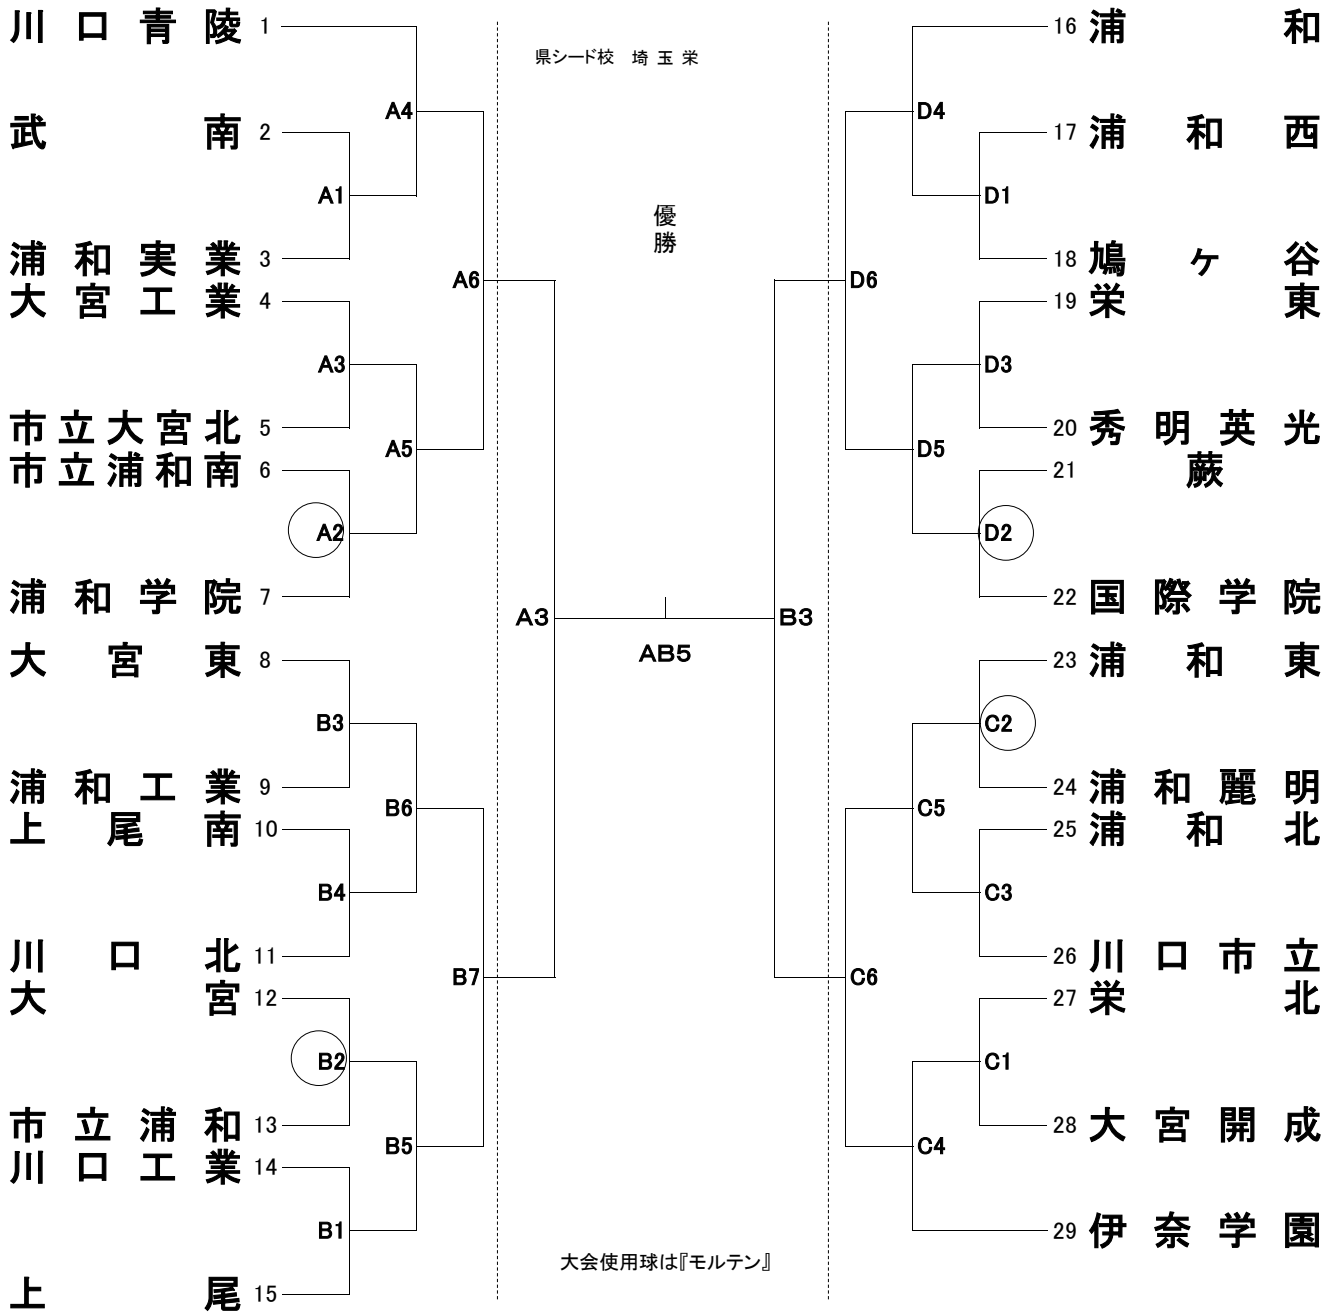 川口青陵 1
県シード校 埼玉栄
16 浦和
A4
D4
武南 2
17 浦和西
A1
D1
優勝
浦和実業 3
18 鳩ヶ谷
A6
D6
大宮工業 4
19 栄東
A3
D3
市立大宮北 5
20 秀明英光
A5
D5
市立浦和南 6
21 蕨
A2
D2
浦和学院 7
22 国際学院
A3
B3
AB5
大宮東 8
23 浦和東
B3
C2
浦和工業 9
24 浦和麗明
B6
C5
上尾南 10
25 浦和北
B4
C3
川口北 11
26 川口市立
B7
C6
大宮 12
27 栄北
B2
C1
市立浦和 13
28 大宮開成
B5
C4
川口工業 14
B1
29 伊奈学園
大会使用球は『モルテン』
上尾 15